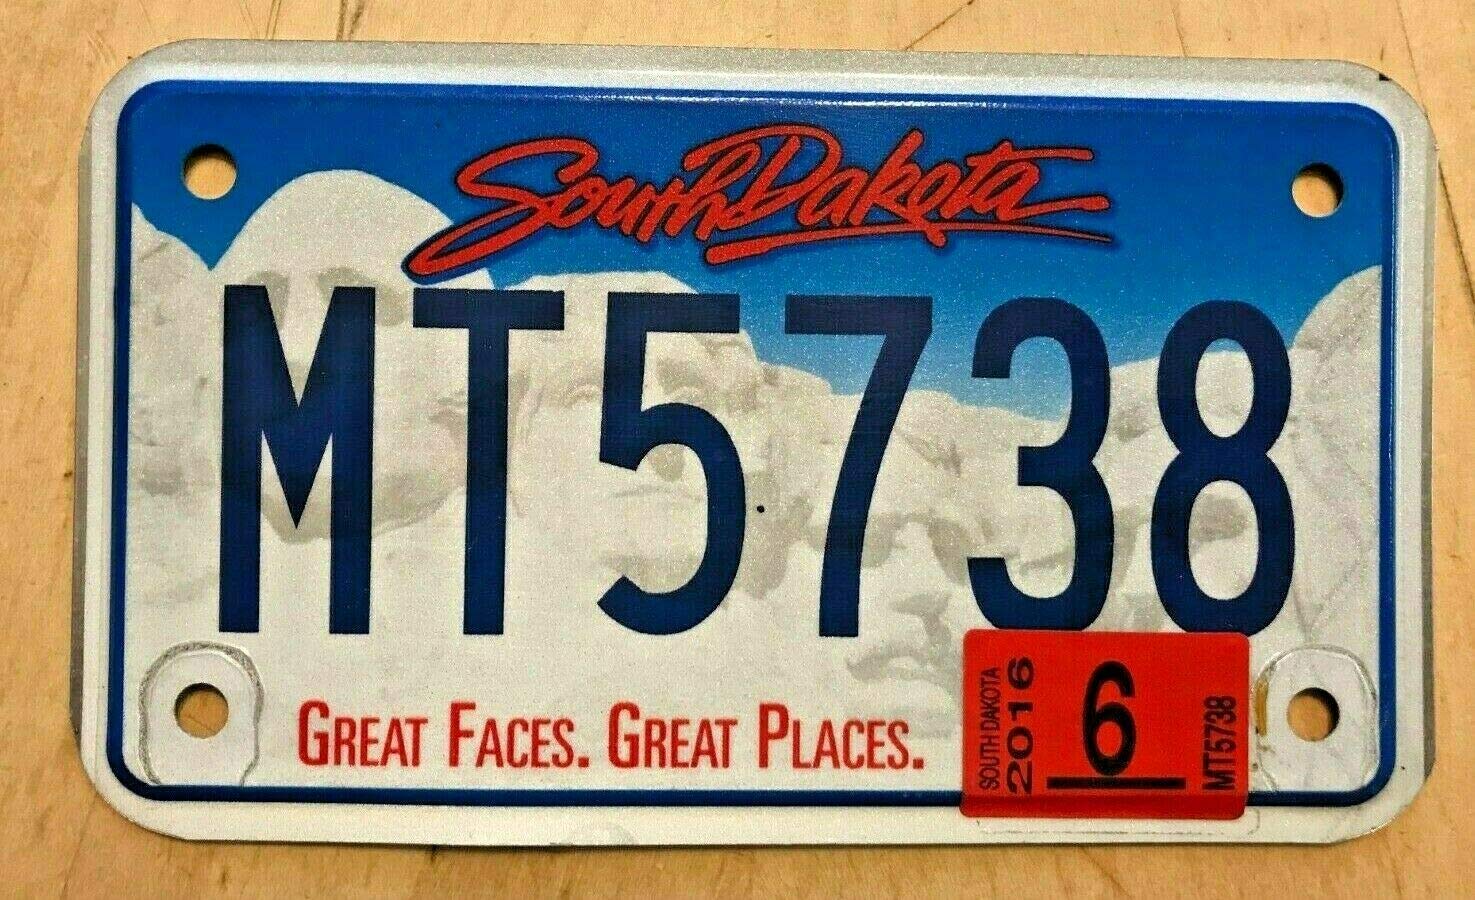 South Dakota
MT5738
GREAT FACES. GREAT PLACES.
SOUTH DAKOTA
2016
6
MT5738